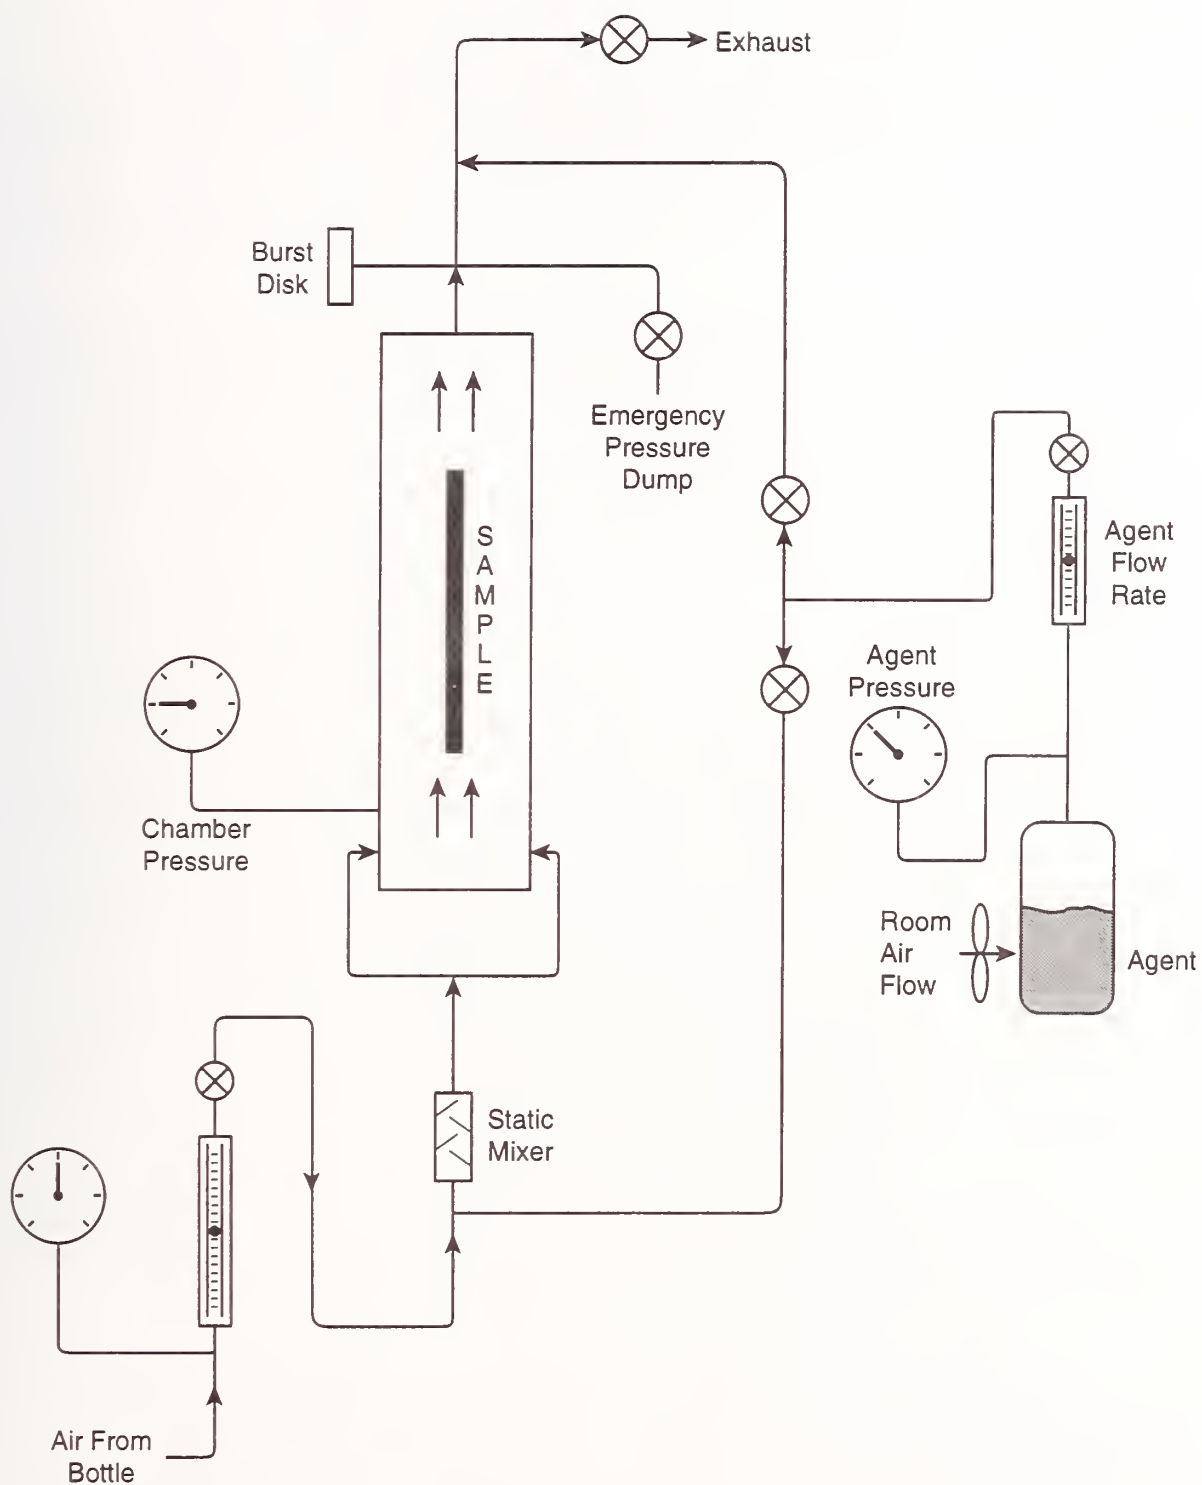 Exhaust
Burst
Disk
Emergency
Pressure
Dump
Agent
Flow
Rate
SAMPLE
Agent
Pressure
Chamber
Pressure
Room
Air
Flow
Agent
Static
Mixer
Air From
Bottle